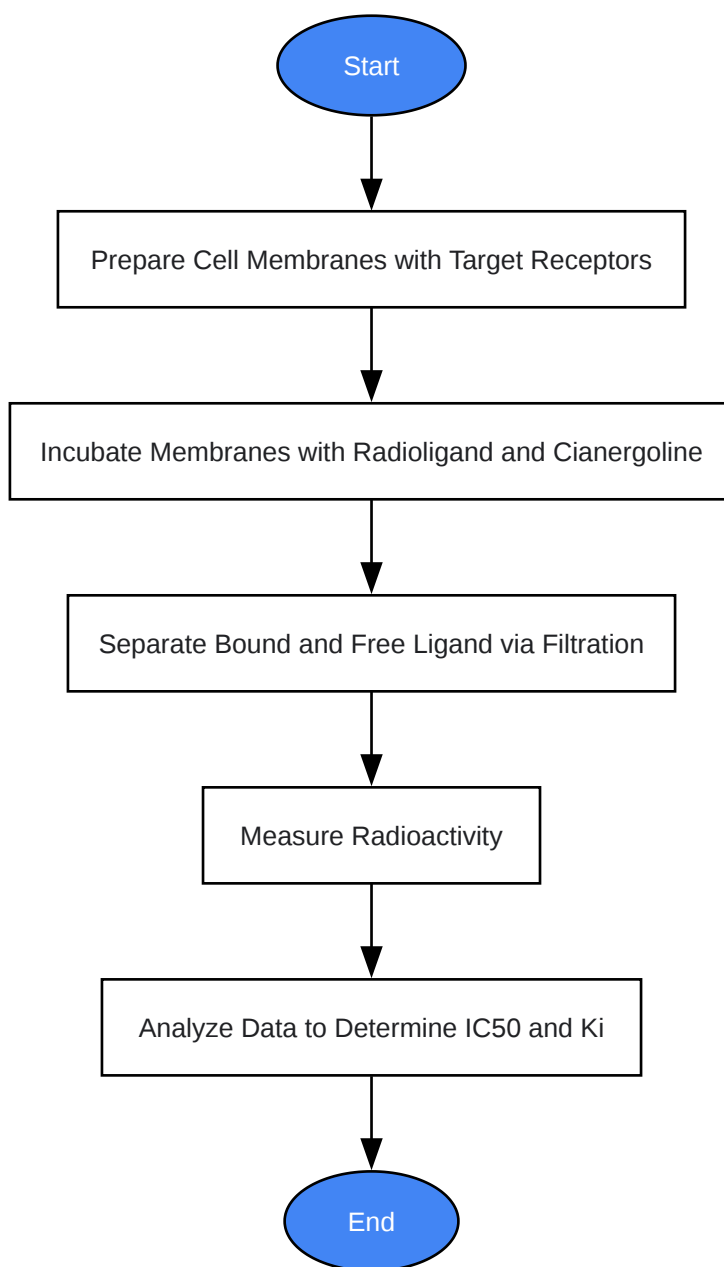 Start
Prepare Cell Membranes with Target Receptors
Incubate Membranes with Radioligand and Cianergoline
Separate Bound and Free Ligand via Filtration
Measure Radioactivity
Analyze Data to Determine IC50 and Ki
End